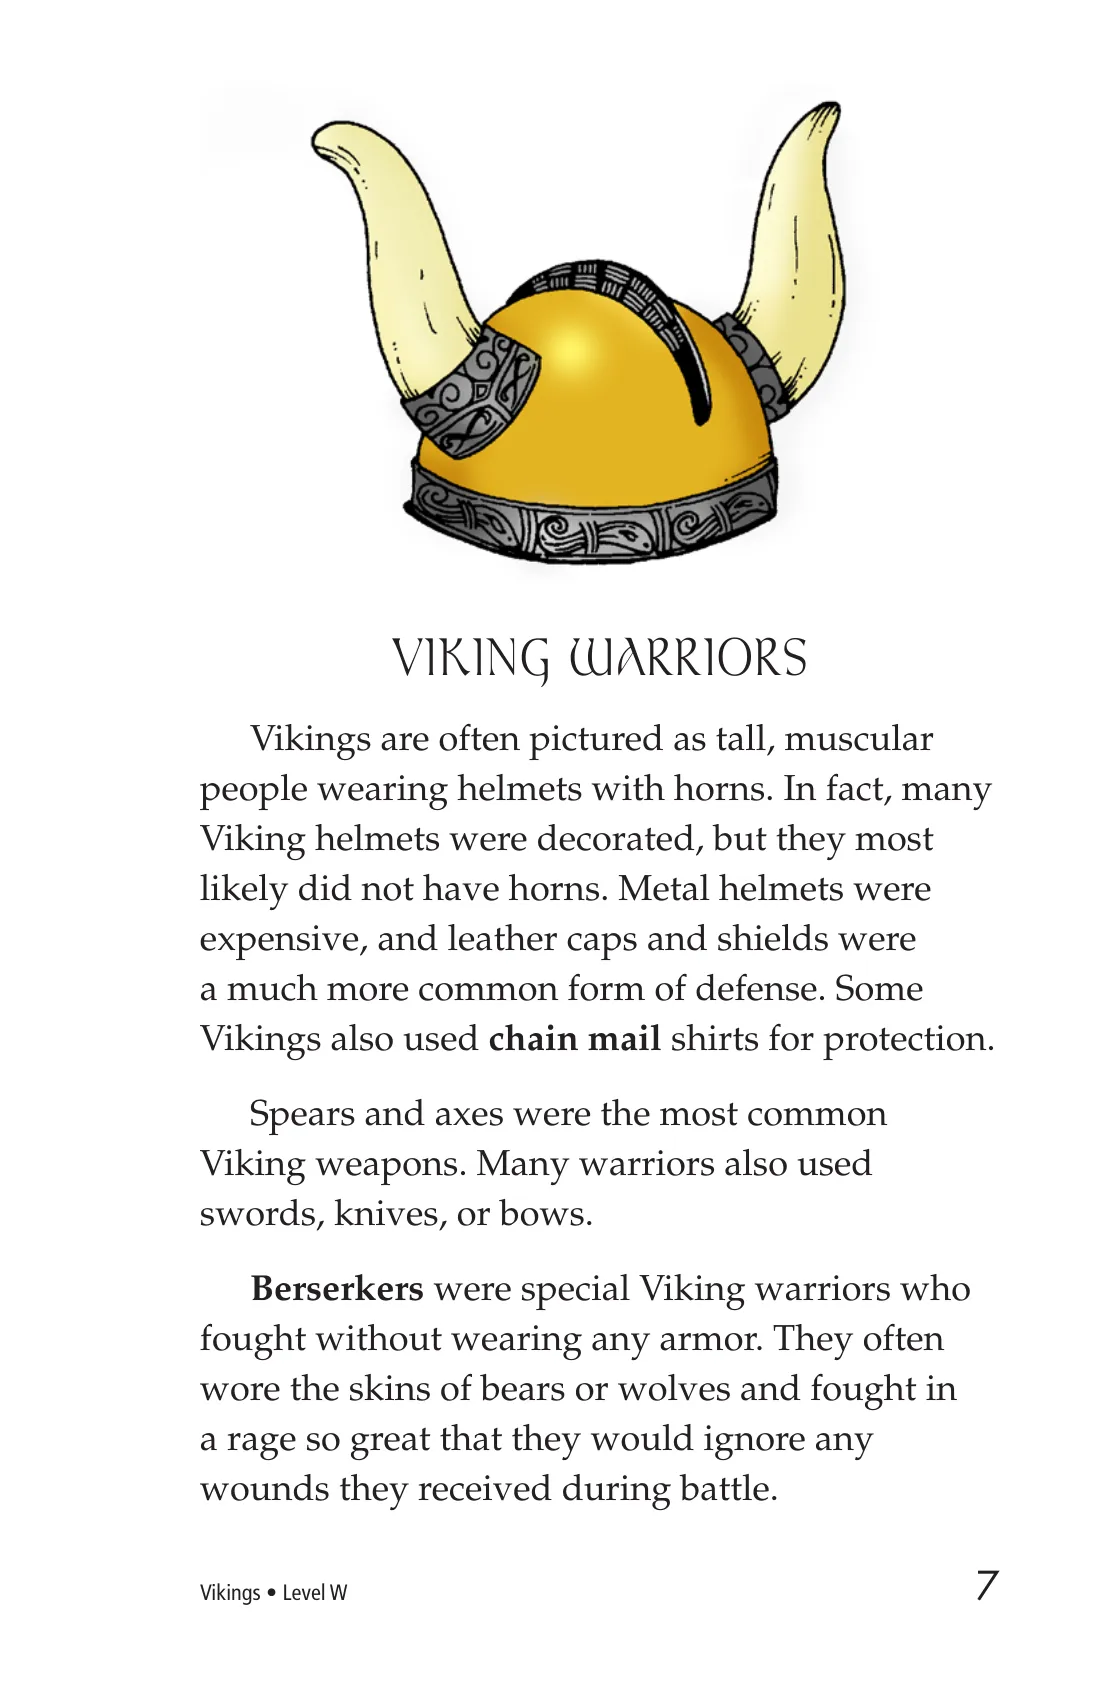 VIKING WARRIORS
Vikings are often pictured as tall, muscular
people wearing helmets with horns. In fact, many
Viking helmets were decorated, but they most
likely did not have horns. Metal helmets were
expensive, and leather caps and shields were
a much more common form of defense. Some
Vikings also used chain mail shirts for protection.
Spears and axes were the most common
Viking weapons. Many warriors also used
swords, knives, or bows.
Berserkers were special Viking warriors who
fought without wearing any armor. They often
wore the skins of bears or wolves and fought in
a rage so great that they would ignore any
wounds they received during battle.
Vikings • Level W
7